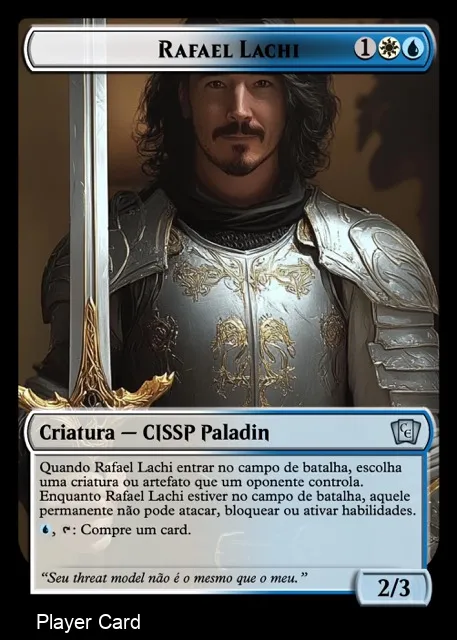 Rafael Lachi 1
Criatura — CISSP Paladin
Quando Rafael Lachi entrar no campo de batalha, escolha
uma criatura ou artefato que um oponente controla.
Enquanto Rafael Lachi estiver no campo de batalha, aquele
permanente não pode atacar, bloquear ou ativar habilidades.
, : Compre um card.
“Seu threat model não é o mesmo que o meu.”
2/3
Player Card